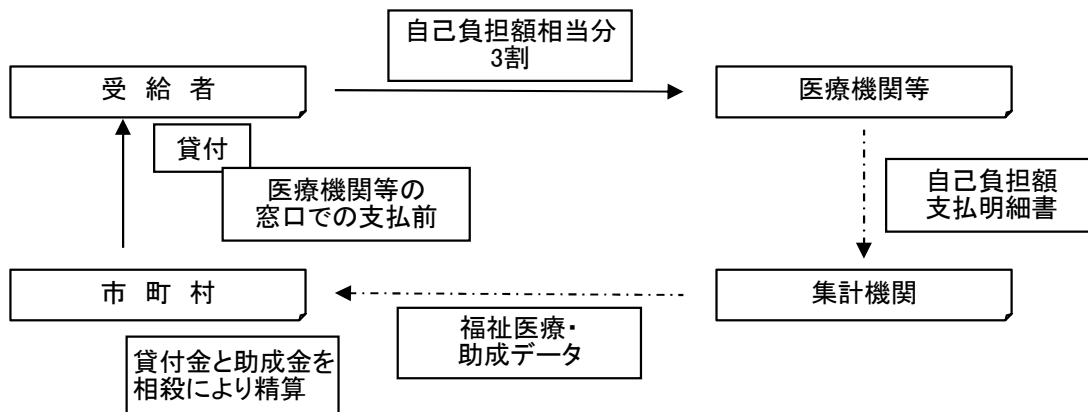 自己負担額相当分
3割
受 給 者
医療機関等
貸付
医療機関等の
窓口での支払前
自己負担額
支払明細書
市 町 村
集計機関
福祉医療・
助成データ
貸付金と助成金を
相殺により精算